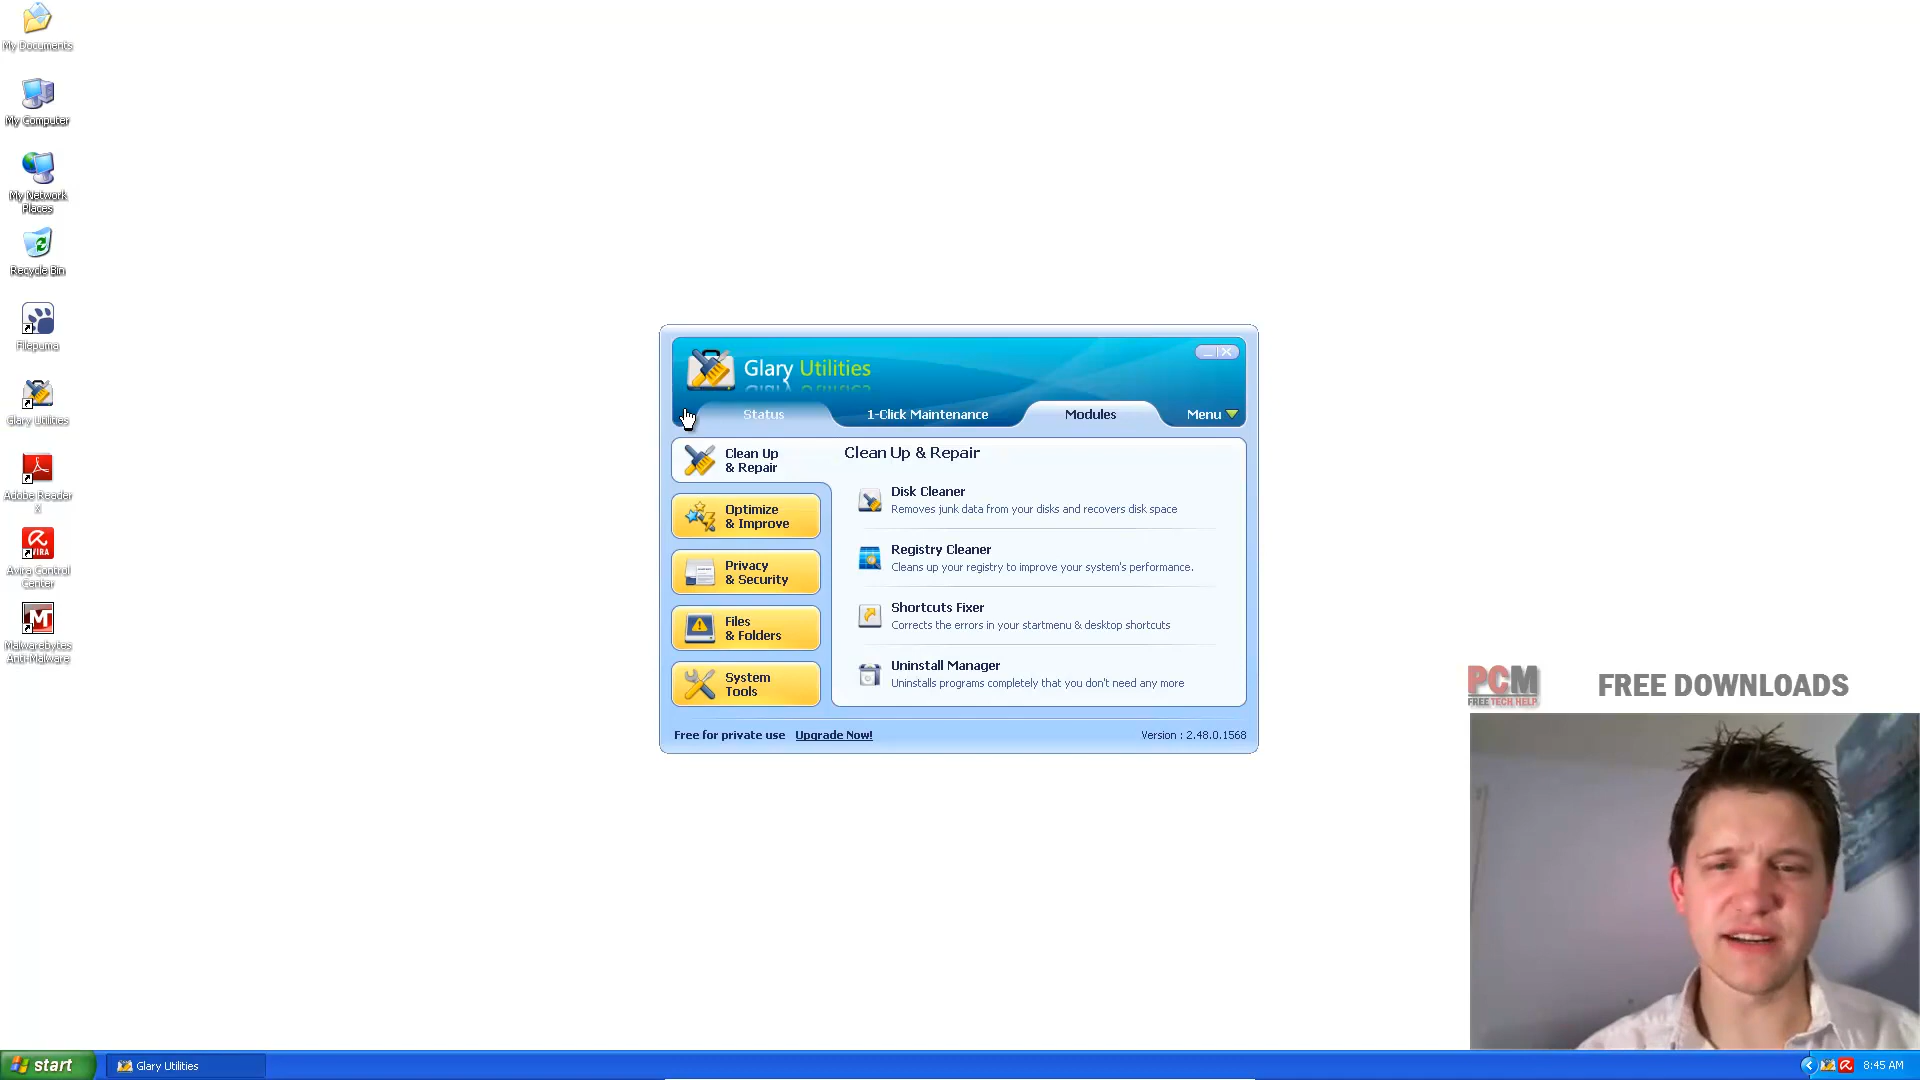 My Documents
My Computer
My Network
Places
Recycle Bin
Filepuma
Glary Utilities
Adobe Reader
X
AVIRA
Avira Control
Center
Malwarebytes
Anti-Malware
Glary Utilities
Status
1-Click Maintenance
Modules
Menu
Clean Up
& Repair
Optimize
& Improve
Privacy
& Security
Files
& Folders
System
Tools
Clean Up & Repair
Disk Cleaner
Removes junk data from your disks and recovers disk space
Registry Cleaner
Cleans up your registry to improve your system's performance.
Shortcuts Fixer
Corrects the errors in your startmenu & desktop shortcuts
Uninstall Manager
Uninstalls programs completely that you don't need any more
Free for private use Upgrade Now!
Version : 2.48.0.1568
PCM
FREE TECH HELP
FREE DOWNLOADS
start
Glary Utilities
8:45 AM